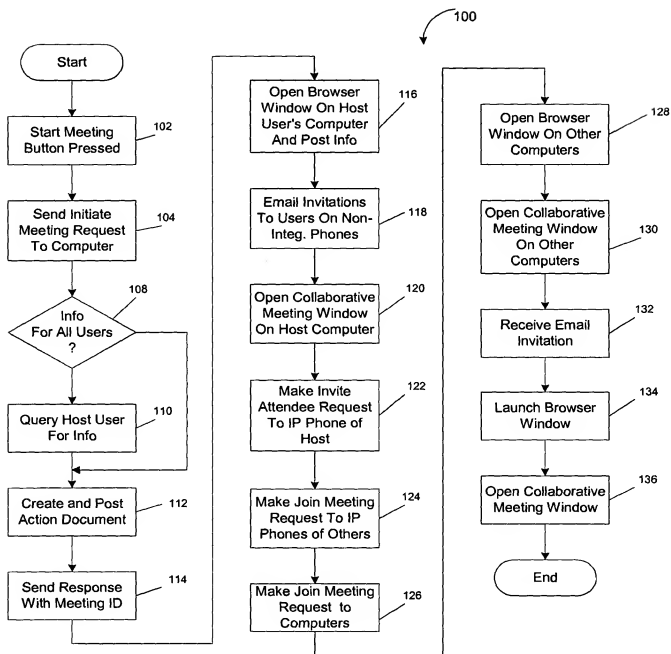 100
Start
Start Meeting
Button Pressed
102
Send Initiate
Meeting Request
To Computer
104
Info
For All Users
?
108
Query Host User
For Info
110
Create and Post
Action Document
112
Send Response
With Meeting ID
114
Open Browser
Window On Host
User's Computer
And Post Info
116
Email Invitations
To Users On Non-
Integ. Phones
118
Open Collaborative
Meeting Window
On Host Computer
120
Make Invite
Attendee Request
To IP Phone of
Host
122
Make Join Meeting
Request To IP
Phones of Others
124
Make Join Meeting
Request to
Computers
126
Open Browser
Window On Other
Computers
128
Open Collaborative
Meeting Window
On Other
Computers
130
Receive Email
Invitation
132
Launch Browser
Window
134
Open Collaborative
Meeting Window
136
End